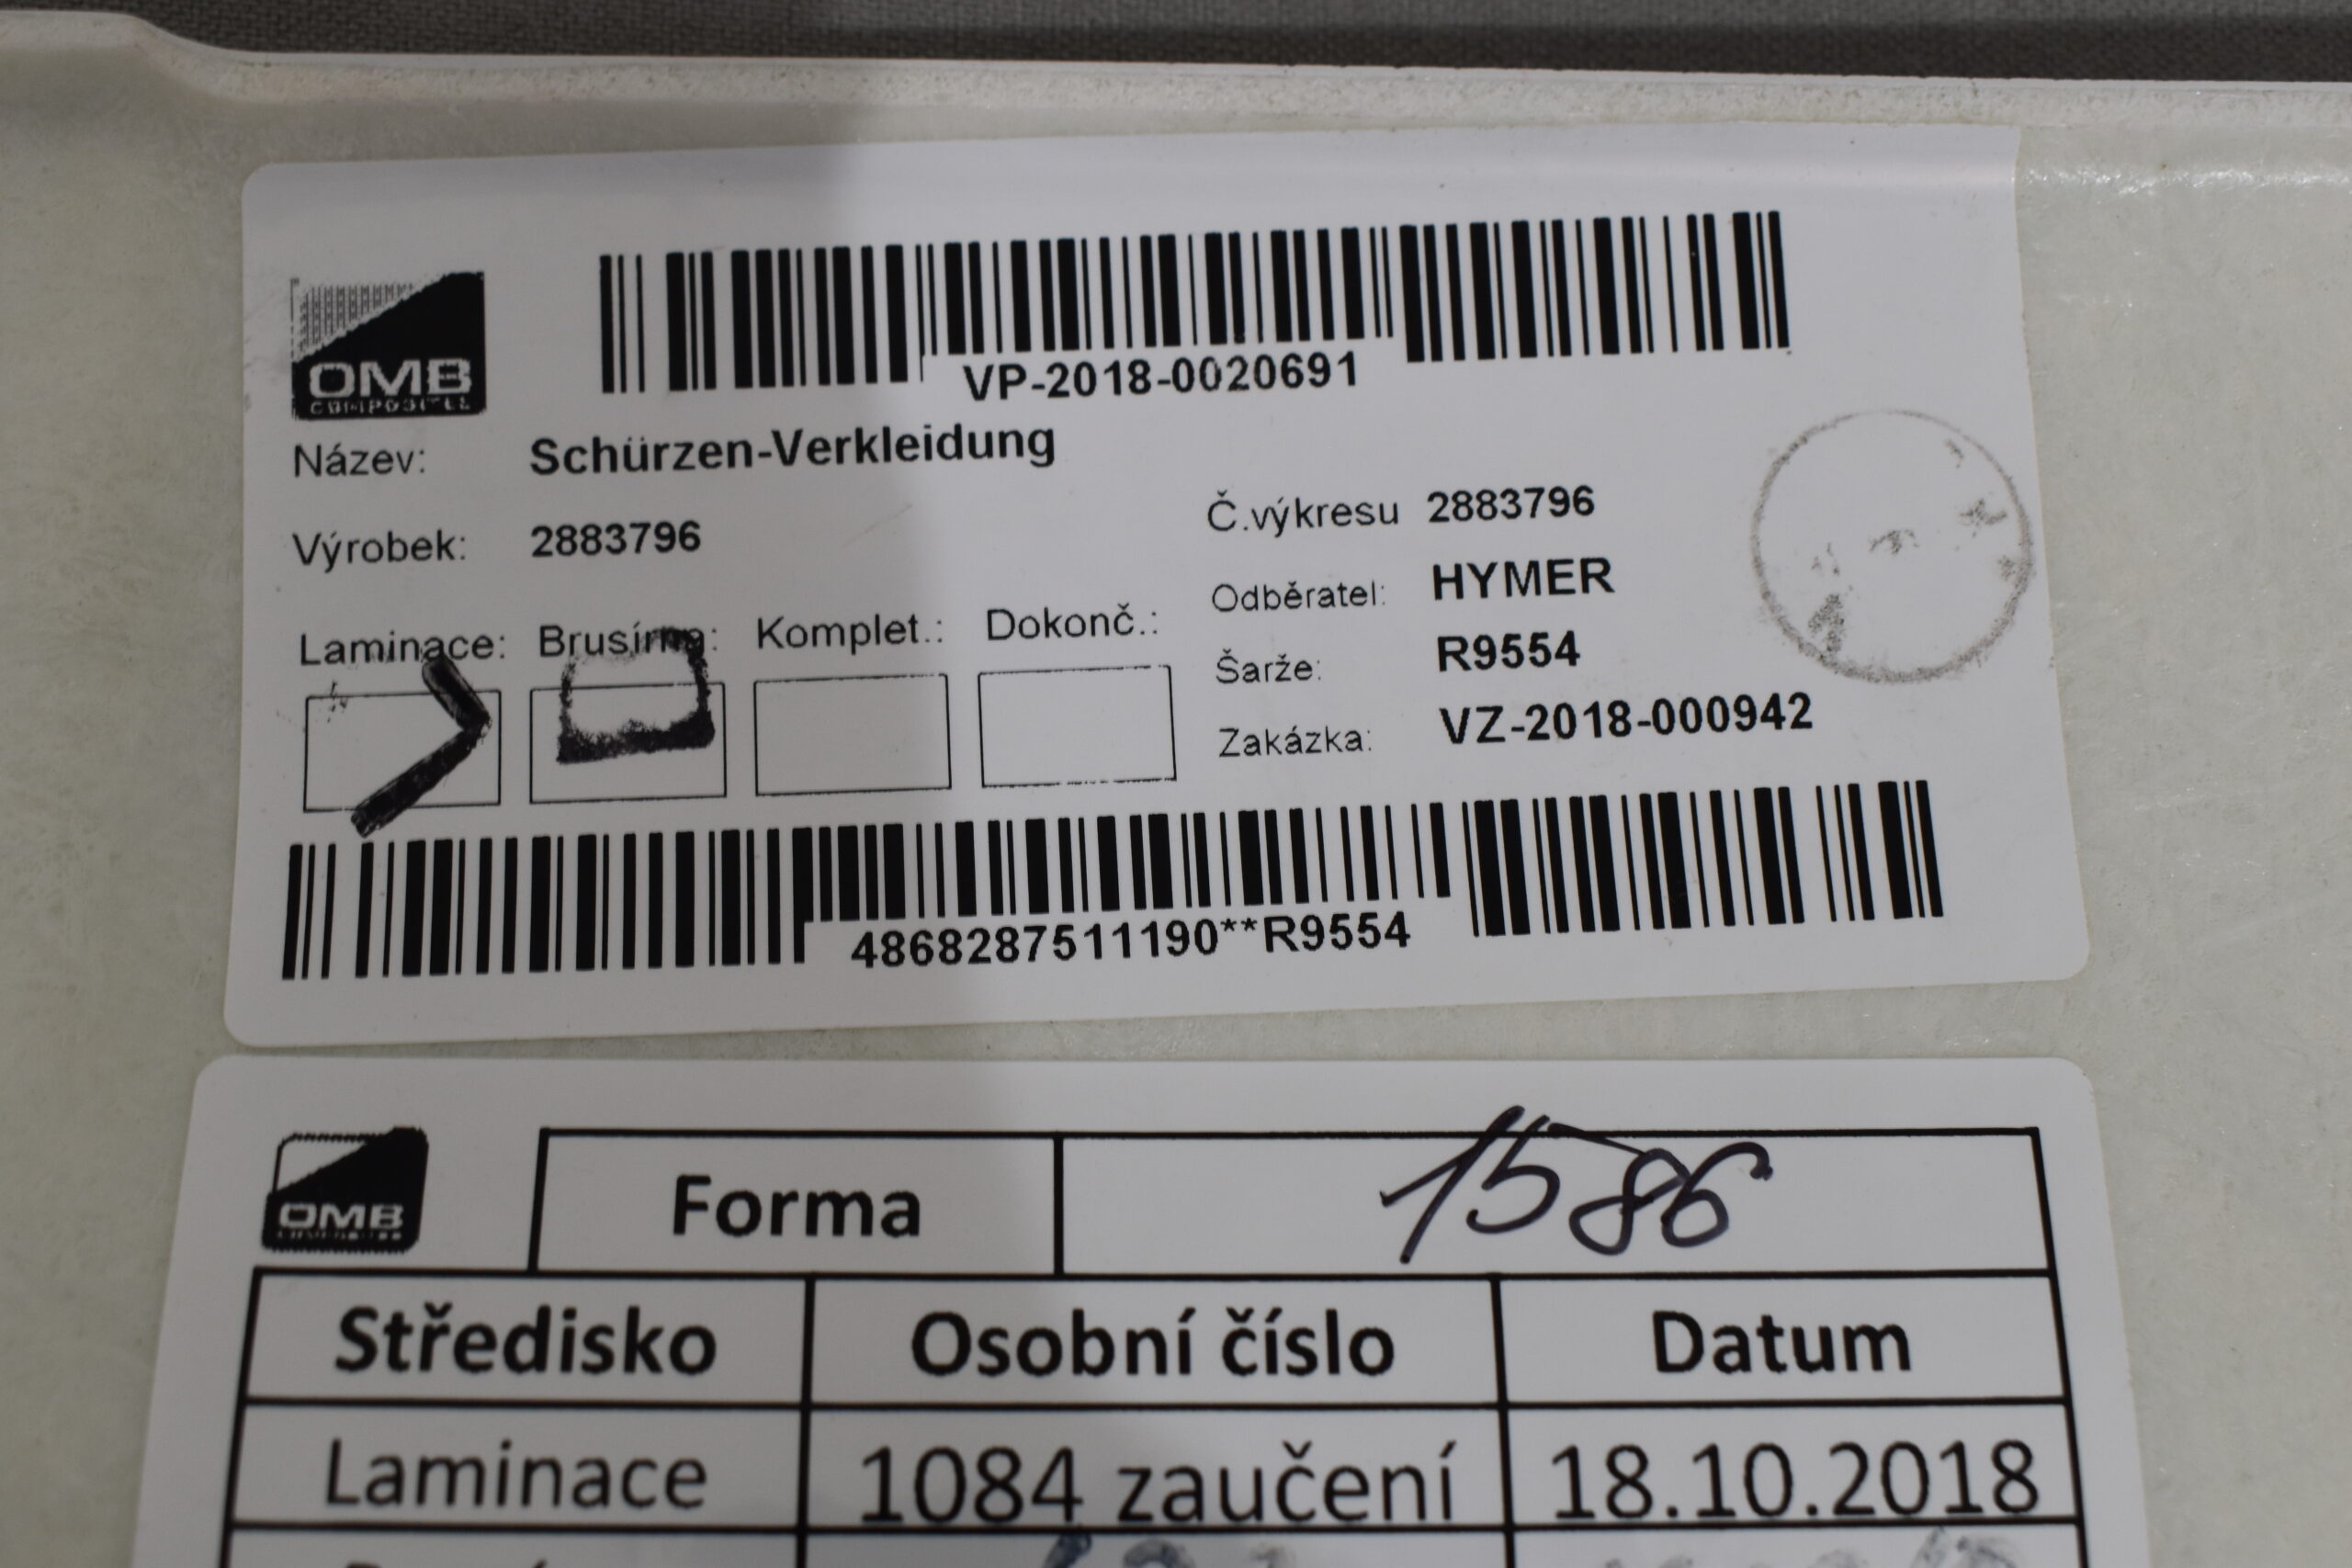 OMB
COMPOSITES
VP-2018-0020691
Název: Schürzen-Verkleidung
Výrobek: 2883796
Č.výkresu 2883796
Odběratel: HYMER
Laminace: Brusírna: Komplet.: Dokonč.:
Šarže: R9554
Zakázka: VZ-2018-000942
4868287511190**R9554
OMB
Forma 1586
Středisko Osobní číslo Datum
Laminace 1084 zaučení 18.10.2018